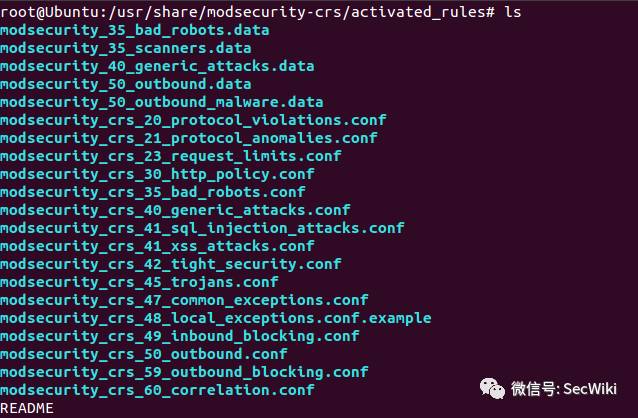 root@Ubuntu:/usr/share/modsecurity-crs/activated_rules# ls
modsecurity_35_bad_robots.data
modsecurity_35_scanners.data
modsecurity_40_generic_attacks.data
modsecurity_50_outbound.data
modsecurity_50_outbound_malware.data
modsecurity_crs_20_protocol_violations.conf
modsecurity_crs_21_protocol_anomalies.conf
modsecurity_crs_23_request_limits.conf
modsecurity_crs_30_http_policy.conf
modsecurity_crs_35_bad_robots.conf
modsecurity_crs_40_generic_attacks.conf
modsecurity_crs_41_sql_injection_attacks.conf
modsecurity_crs_41_xss_attacks.conf
modsecurity_crs_42_tight_security.conf
modsecurity_crs_45_trojans.conf
modsecurity_crs_47_common_exceptions.conf
modsecurity_crs_48_local_exceptions.conf.example
modsecurity_crs_49_inbound_blocking.conf
modsecurity_crs_50_outbound.conf
modsecurity_crs_59_outbound_blocking.conf
modsecurity_crs_60_correlation.conf
README
微信号: SecWiki